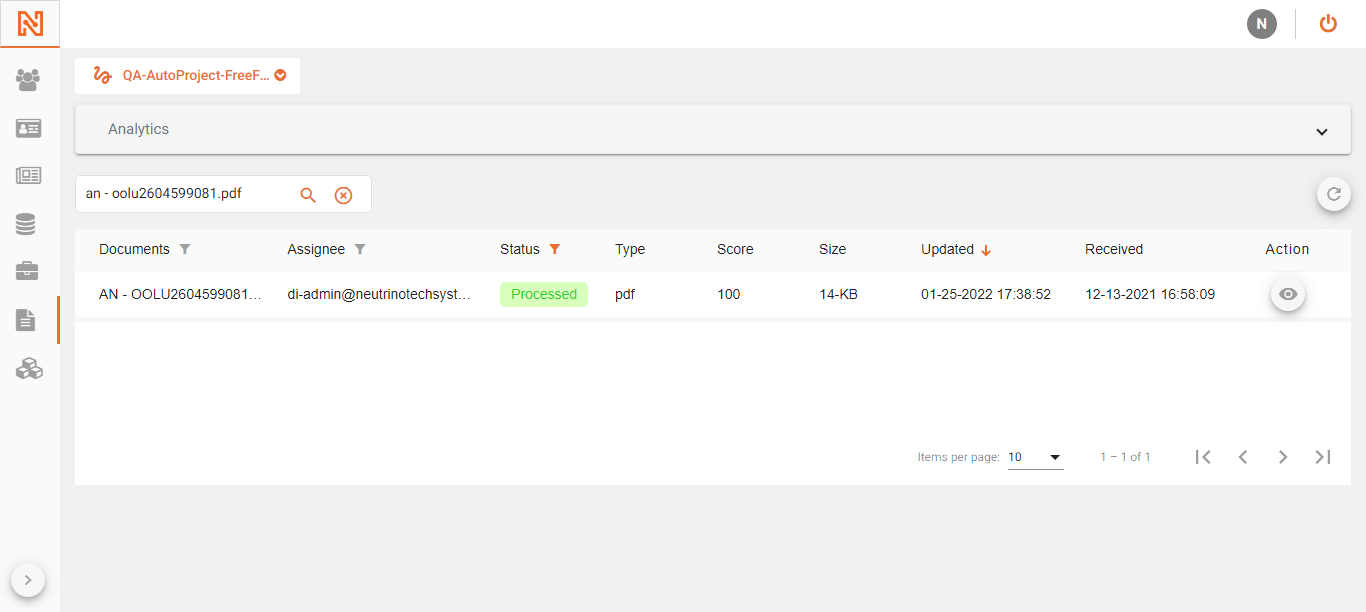 N
QA-AutoProject-FreeF...
Analytics
an - oolu2604599081.pdf
Documents Assignee Status Type Score Size Updated Received Action
AN - OOLU2604599081... di-admin@neutrinotechsyst... Processed pdf 100 14-KB 01-25-2022 17:38:52 12-13-2021 16:58:09
Items per page: 10 1 – 1 of 1